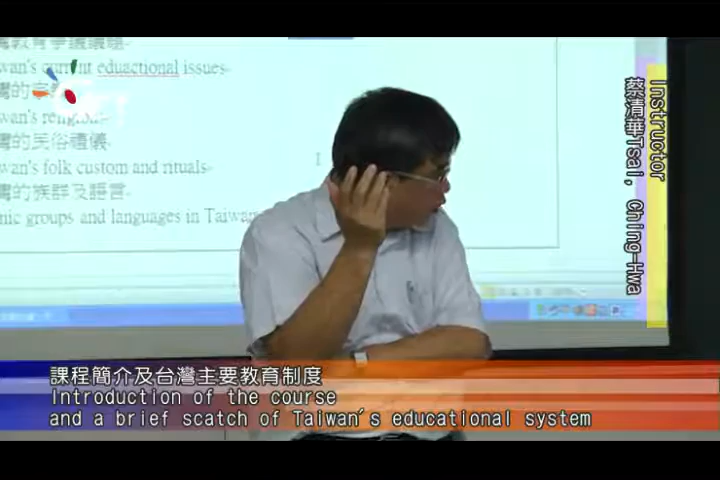 wan's current eduactional issues
wan's religion
灣的民俗禮儀
wan's folk custom and rituals
灣的族群及語言
nic groups and languages in Taiwan
Instructor
蔡清華Tsai, Ching-Hwa
課程簡介及台灣主要教育制度
Introduction of the course
and a brief scatch of Taiwan's educational system